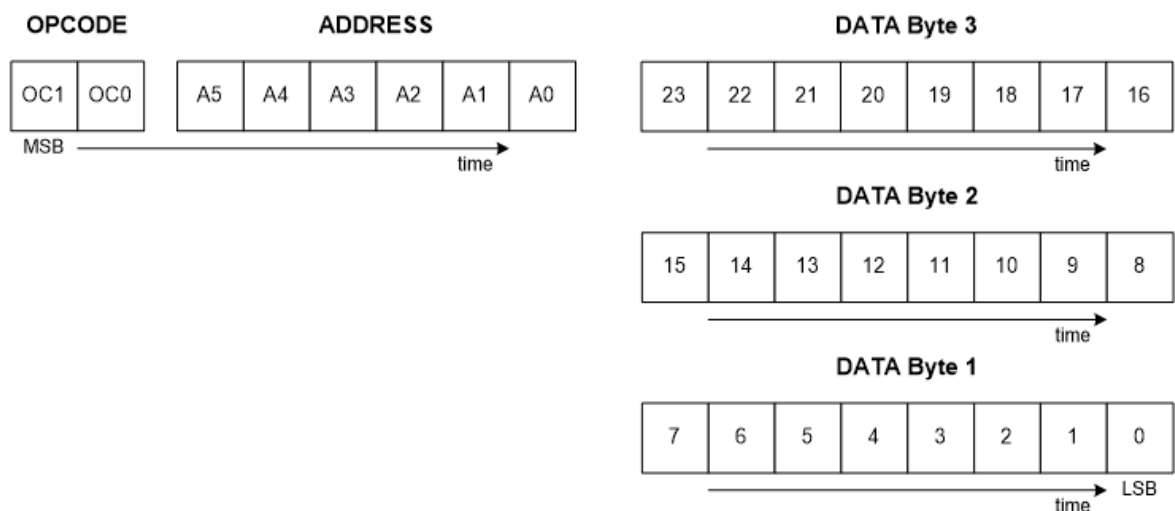 OPCODE ADDRESS DATA Byte 3
OC1 OC0 A5 A4 A3 A2 A1 A0 23 22 21 20 19 18 17 16
MSB time time
DATA Byte 2
15 14 13 12 11 10 9 8
time
DATA Byte 1
7 6 5 4 3 2 1 0
time LSB